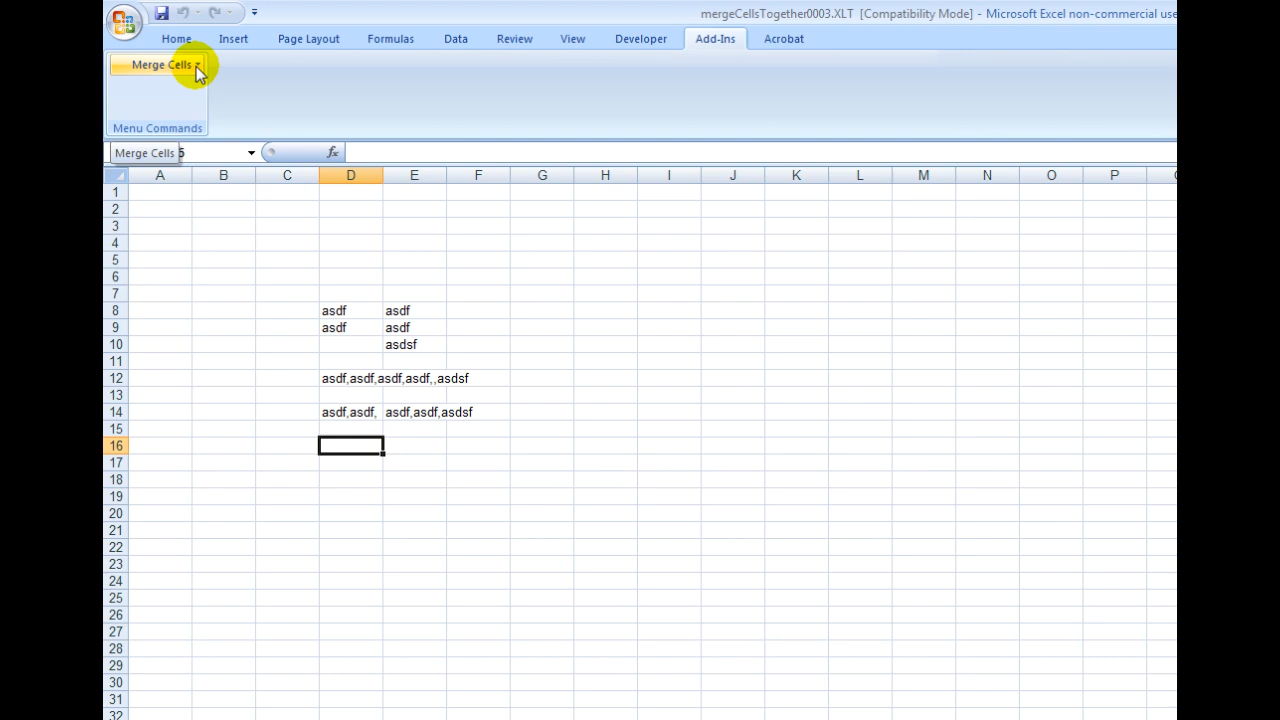 mergeCellsTogetherV2.XLT [Compatibility Mode] - Microsoft Excel non-commercial use
Home Insert Page Layout Formulas Data Review View Developer Add-Ins Acrobat
Merge Cells
Menu Commands
Merge Cells 5 fx
A B C D E F G H I J K L M N O P
1
2
3
4
5
6
7
8 asdf asdf
9 asdf asdf
10 asdsf
11
12 asdf,asdf,asdf,asdf,,asdsf
13
14 asdf,asdf, asdf,asdf,asdsf
15
16
17
18
19
20
21
22
23
24
25
26
27
28
29
30
31
32